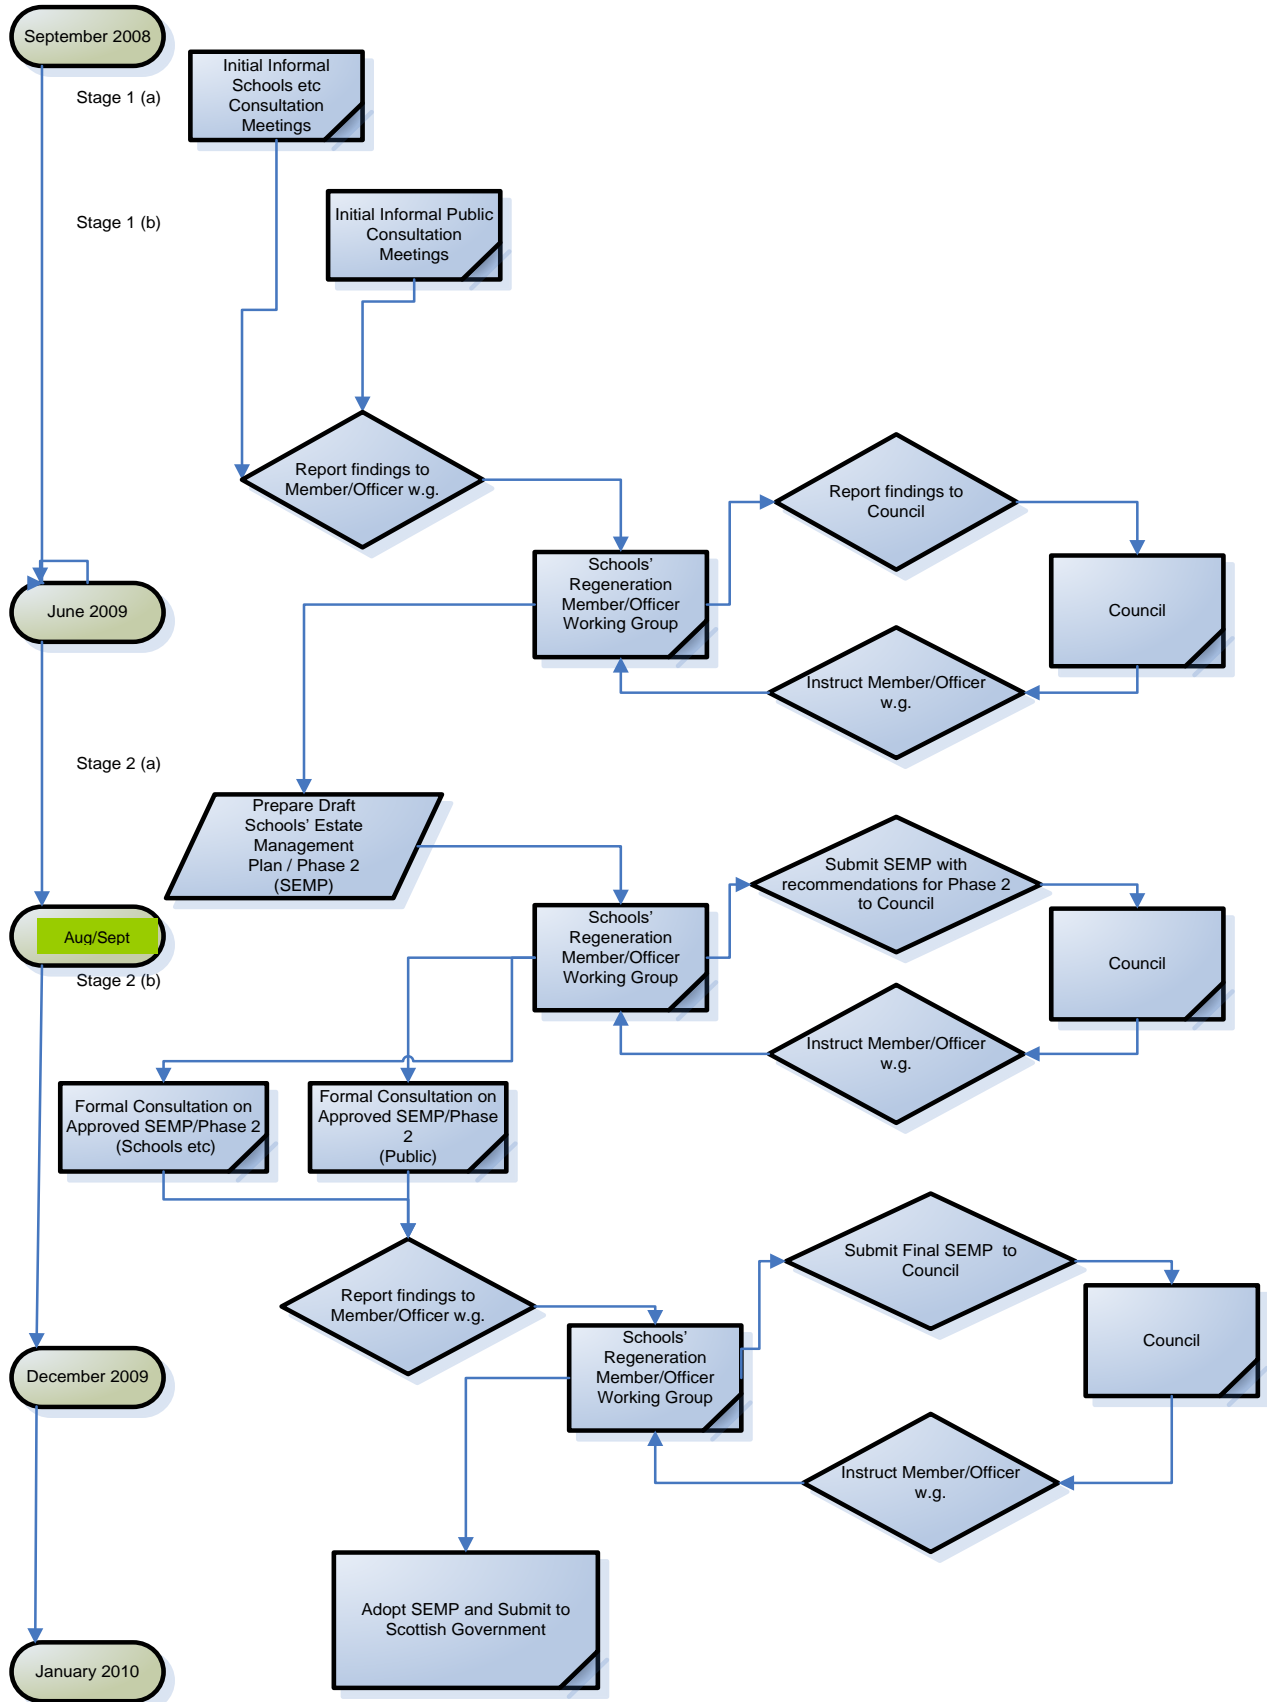 September 2008
Initial Informal
Schools etc
Consultation
Meetings
Stage 1 (a)
Stage 1 (b)
Initial Informal Public
Consultation
Meetings
Report findings to
Member/Officer w.g.
Report findings to
Council
Schools’
Regeneration
Member/Officer
Working Group
Council
June 2009
Instruct Member/Officer
w.g.
Stage 2 (a)
Prepare Draft
Schools’ Estate
Management
Plan / Phase 2
(SEMP)
Submit SEMP with
recommendations for Phase 2
to Council
Schools’
Regeneration
Member/Officer
Working Group
Council
Aug/Sept
Stage 2 (b)
Instruct Member/Officer
w.g.
Formal Consultation on
Approved SEMP/Phase 2
(Schools etc)
Formal Consultation on
Approved SEMP/Phase
2
(Public)
Submit Final SEMP to
Council
Report findings to
Member/Officer w.g.
Schools’
Regeneration
Member/Officer
Working Group
Council
December 2009
Instruct Member/Officer
w.g.
Adopt SEMP and Submit to
Scottish Government
January 2010